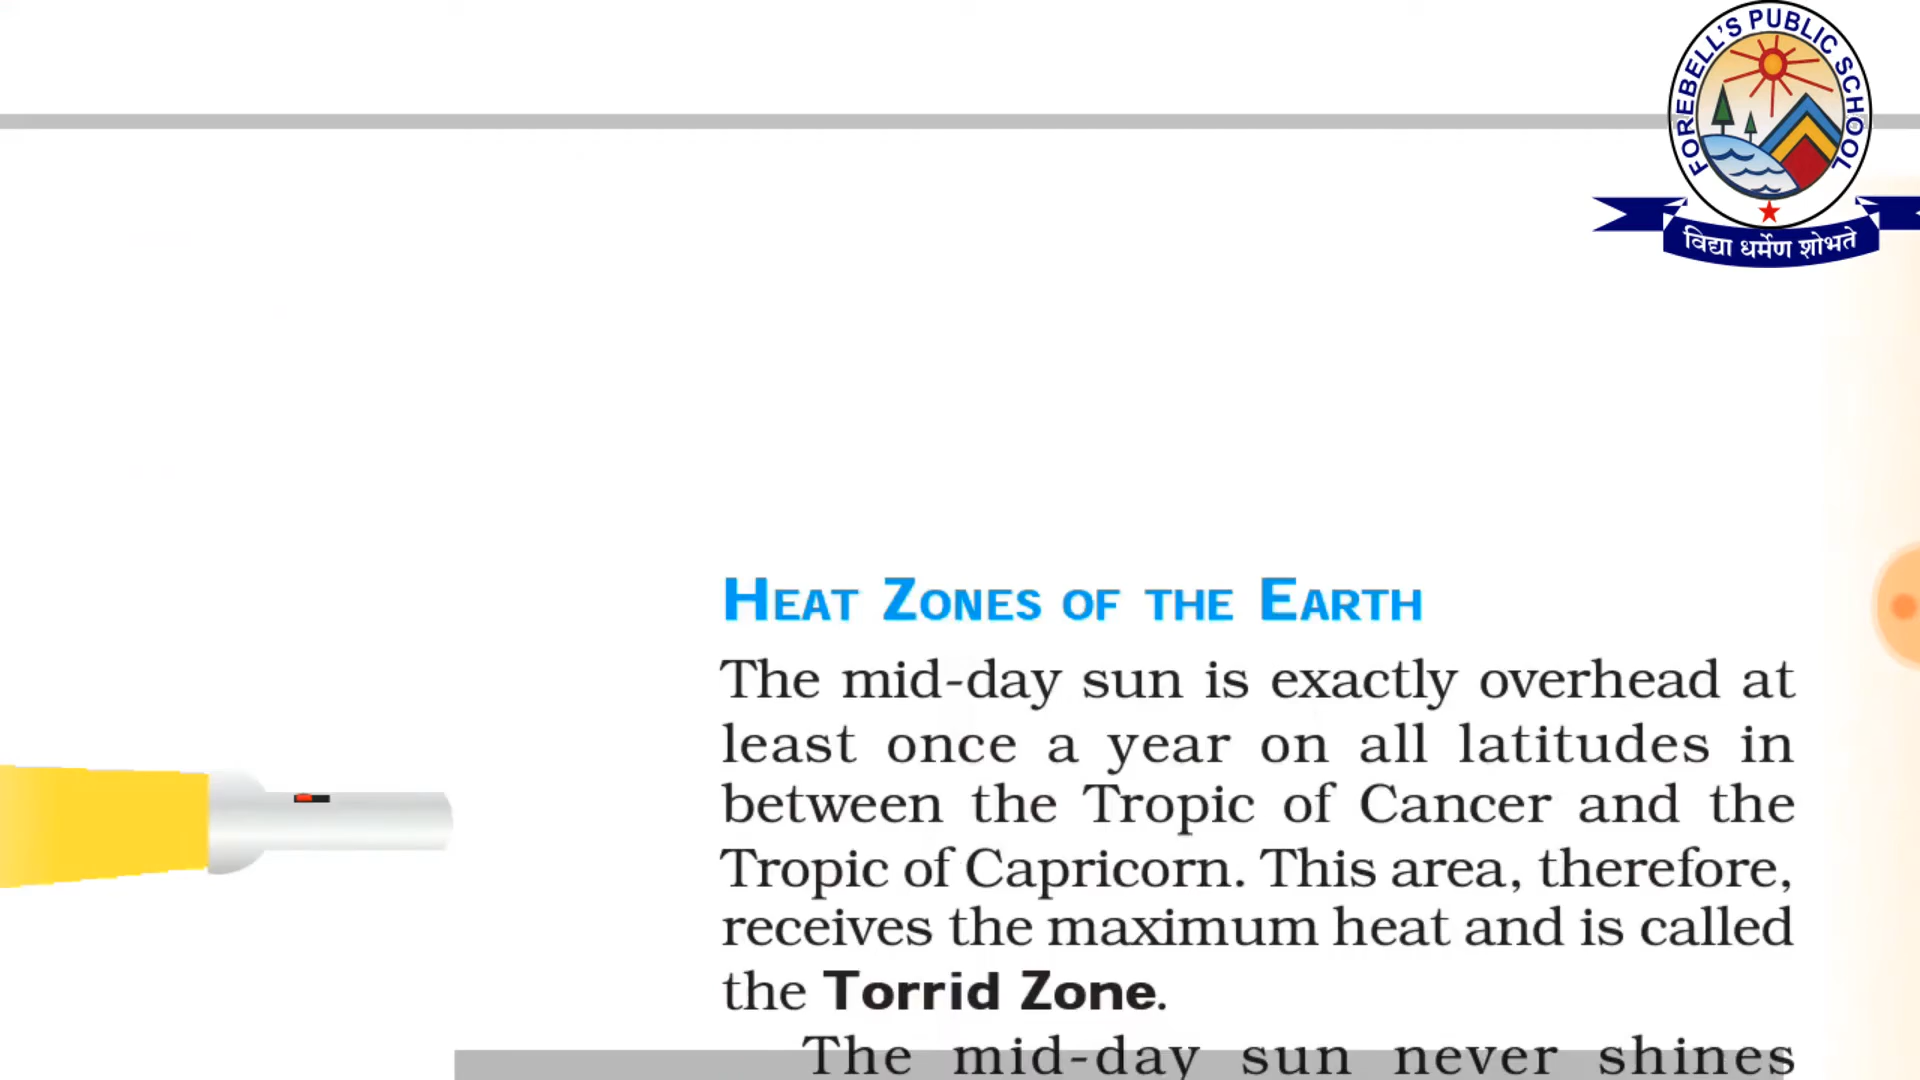 FOREBELL'S PUBLIC SCHOOL
विद्या धर्मेण शोभते
HEAT ZONES OF THE EARTH
The mid-day sun is exactly overhead at
least once a year on all latitudes in
between the Tropic of Cancer and the
Tropic of Capricorn. This area, therefore,
receives the maximum heat and is called
the Torrid Zone.
The mid-day sun never shines